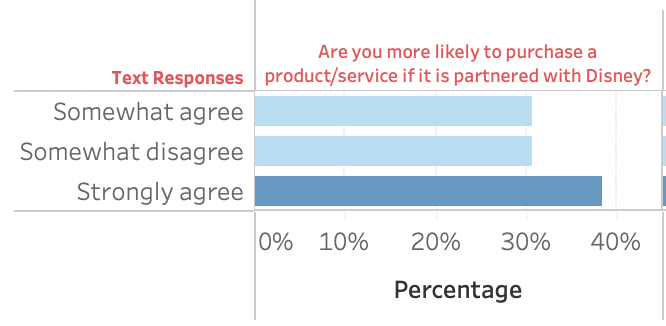 Are you more likely to purchase a
Text Responses product/service if it is partnered with Disney?
Somewhat agree
Somewhat disagree
Strongly agree
0% 10% 20% 30% 40%
Percentage